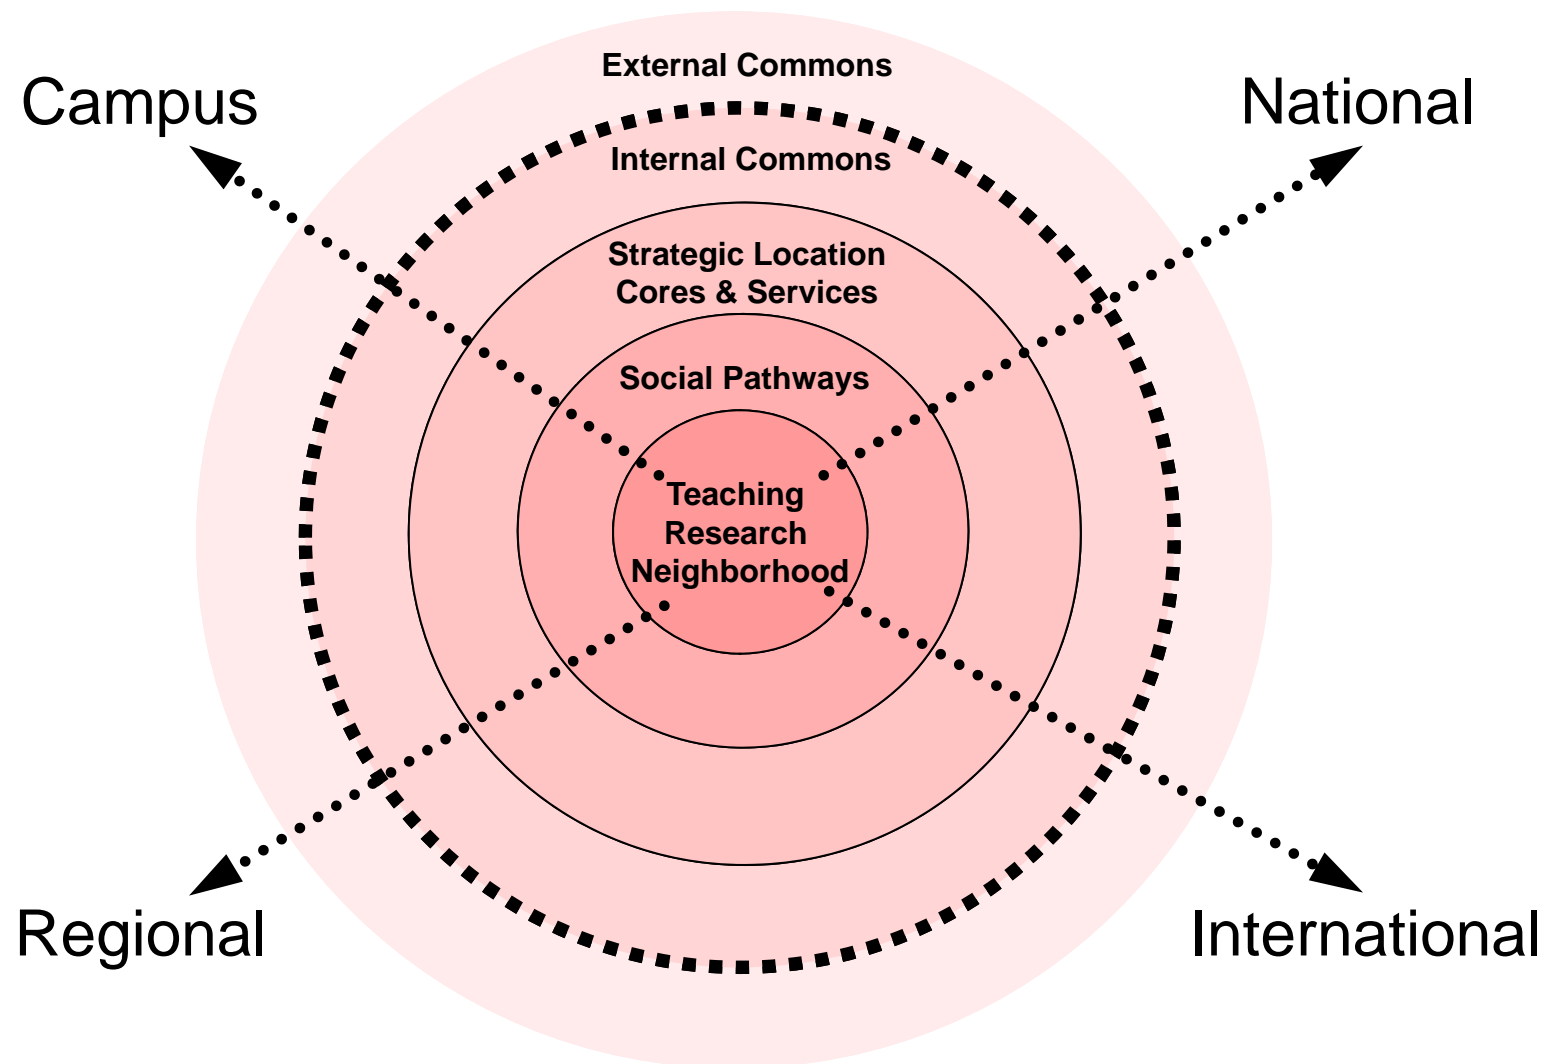 External Commons
Campus
National
Internal Commons
Strategic Location
Cores & Services
Social Pathways
Teaching
Research
Neighborhood
Regional
International